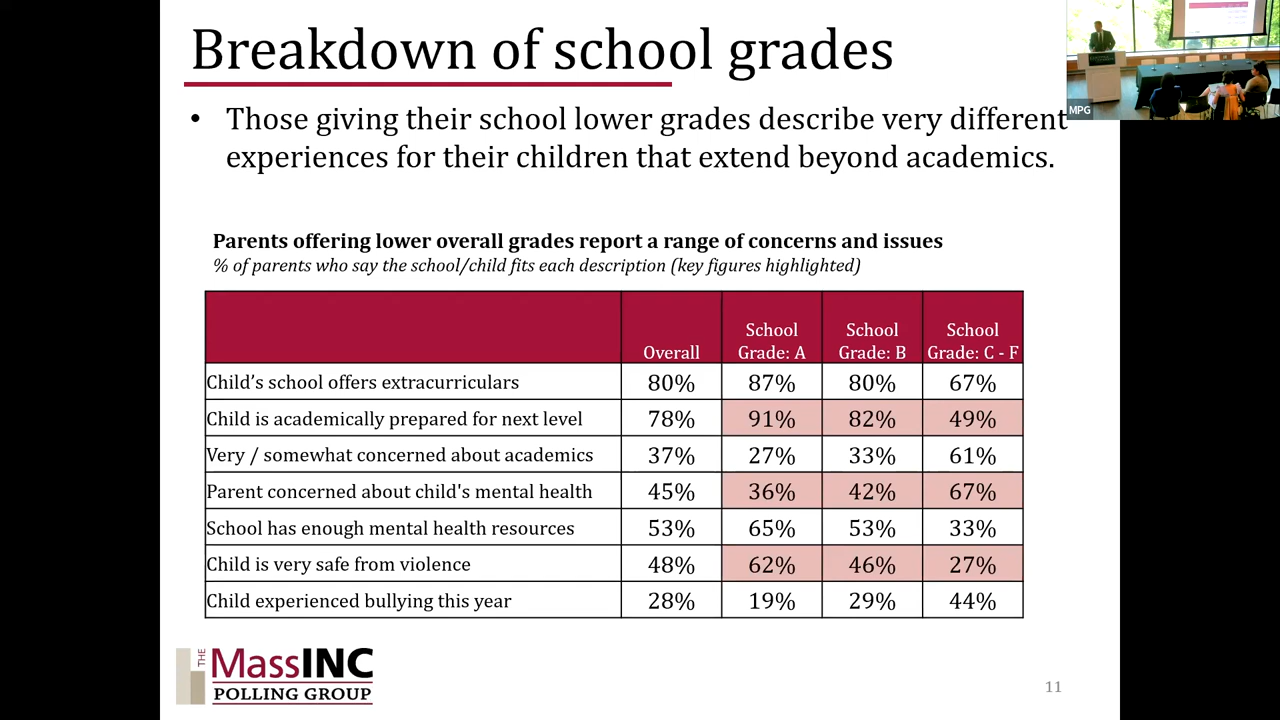 Breakdown of school grades
• Those giving their school lower grades describe very different
experiences for their children that extend beyond academics.
MPG
Parents offering lower overall grades report a range of concerns and issues
% of parents who say the school/child fits each description (key figures highlighted)
Overall School Grade: A School Grade: B School Grade: C - F
Child's school offers extracurriculars 80% 87% 80% 67%
Child is academically prepared for next level 78% 91% 82% 49%
Very / somewhat concerned about academics 37% 27% 33% 61%
Parent concerned about child's mental health 45% 36% 42% 67%
School has enough mental health resources 53% 65% 53% 33%
Child is very safe from violence 48% 62% 46% 27%
Child experienced bullying this year 28% 19% 29% 44%
THE MassINC
POLLING GROUP
11